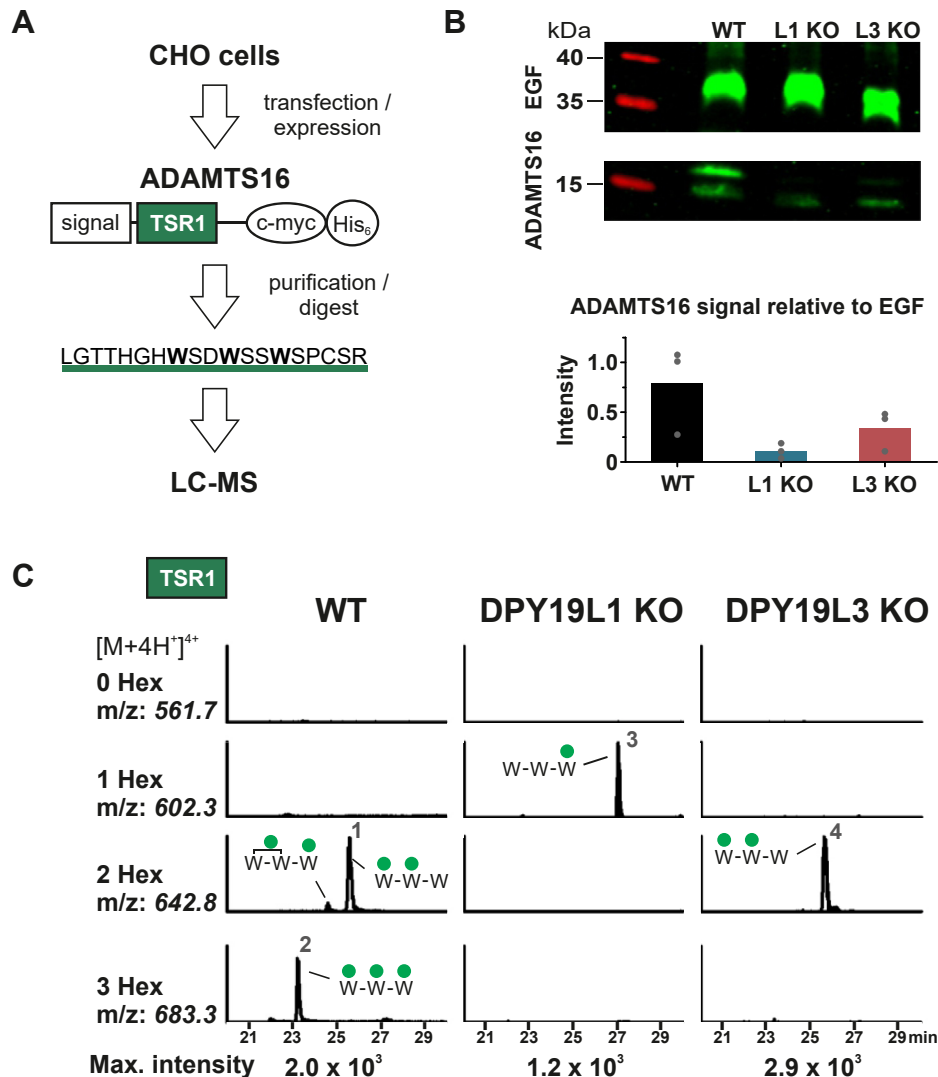 A
CHO cells
transfection /
expression
ADAMTS16
signal TSR1 c-myc His6
purification /
digest
LGTTHGHWSDWSSWSPCSR
LC-MS
B
kDa WT L1 KO L3 KO
40
35
EGF
15
ADAMTS16
ADAMTS16 signal relative to EGF
Intensity
1.0
0.5
0
WT L1 KO L3 KO
C
TSR1
WT DPY19L1 KO DPY19L3 KO
[M+4H+]4+
0 Hex
m/z: 561.7
1 Hex
m/z: 602.3
3
W-W-W
2 Hex
m/z: 642.8
1
W-W-W
W-W-W
4
W-W-W
3 Hex
m/z: 683.3
2
W-W-W
21 23 25 27 29 21 23 25 27 29 21 23 25 27 29 min
Max. intensity 2.0 x 10³ 1.2 x 10³ 2.9 x 10³